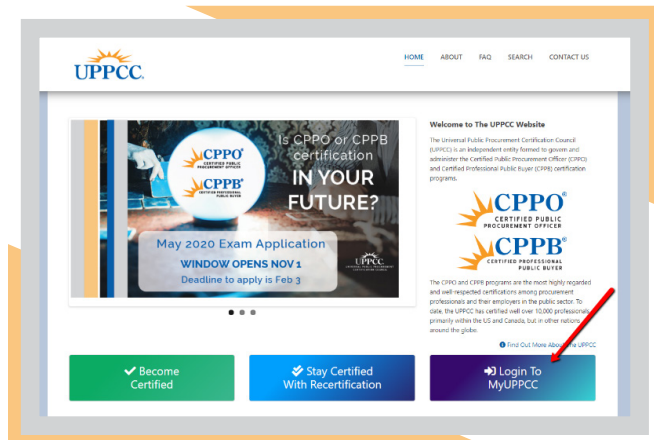 UPPCC.
HOME ABOUT FAQ SEARCH CONTACT US
Is CPPO or CPPB
certification
IN YOUR
FUTURE?
CPPO®
CERTIFIED PUBLIC
PROCUREMENT OFFICER
CPPB®
CERTIFIED PROFESSIONAL
PUBLIC BUYER
May 2020 Exam Application
WINDOW OPENS NOV 1
Deadline to apply is Feb 3
UPPCC
Welcome to The UPPCC Website
The Universal Public Procurement Certification Council
(UPPCC) is an independent entity formed to govern and
administer the Certified Public Procurement Officer (CPPO)
and Certified Professional Public Buyer (CPPB) certification
programs.
CPPO®
CERTIFIED PUBLIC
PROCUREMENT OFFICER
CPPB®
CERTIFIED PROFESSIONAL
PUBLIC BUYER
The CPPO and CPPB programs are the most highly regarded
and well-respected certifications among procurement
professionals and their employers in the public sector. To
date, the UPPCC has certified well over 10,000 professionals
primarily within the US and Canada, but in other nations
around the globe.
Find Out More About The UPPCC
Become
Certified
Stay Certified
With Recertification
Login To
MyUPPCC